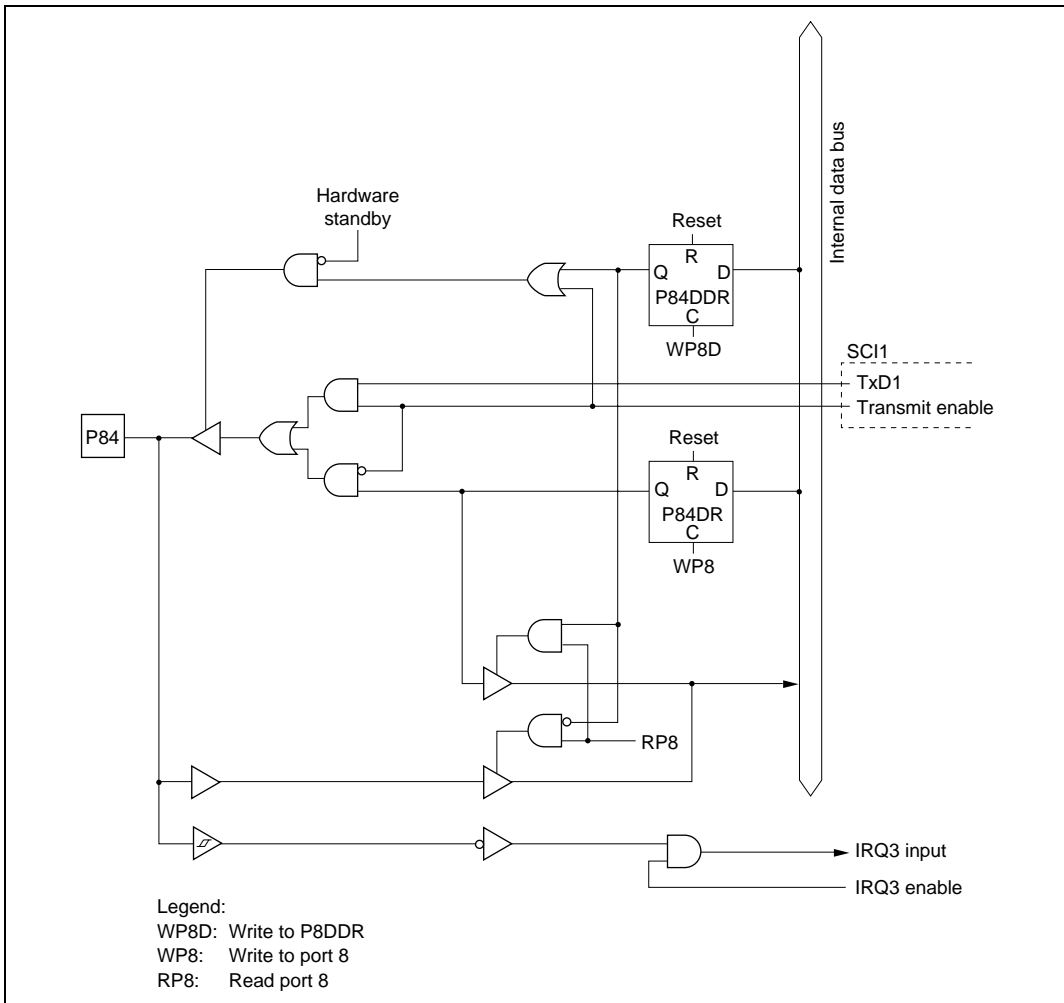 Hardware
standby
Reset
R
Q D
P84DDR
C
WP8D
Internal data bus
SCI1
TxD1
Transmit enable
P84
Reset
R
Q D
P84DR
C
WP8
RP8
IRQ3 input
IRQ3 enable
Legend:
WP8D: Write to P8DDR
WP8: Write to port 8
RP8: Read port 8